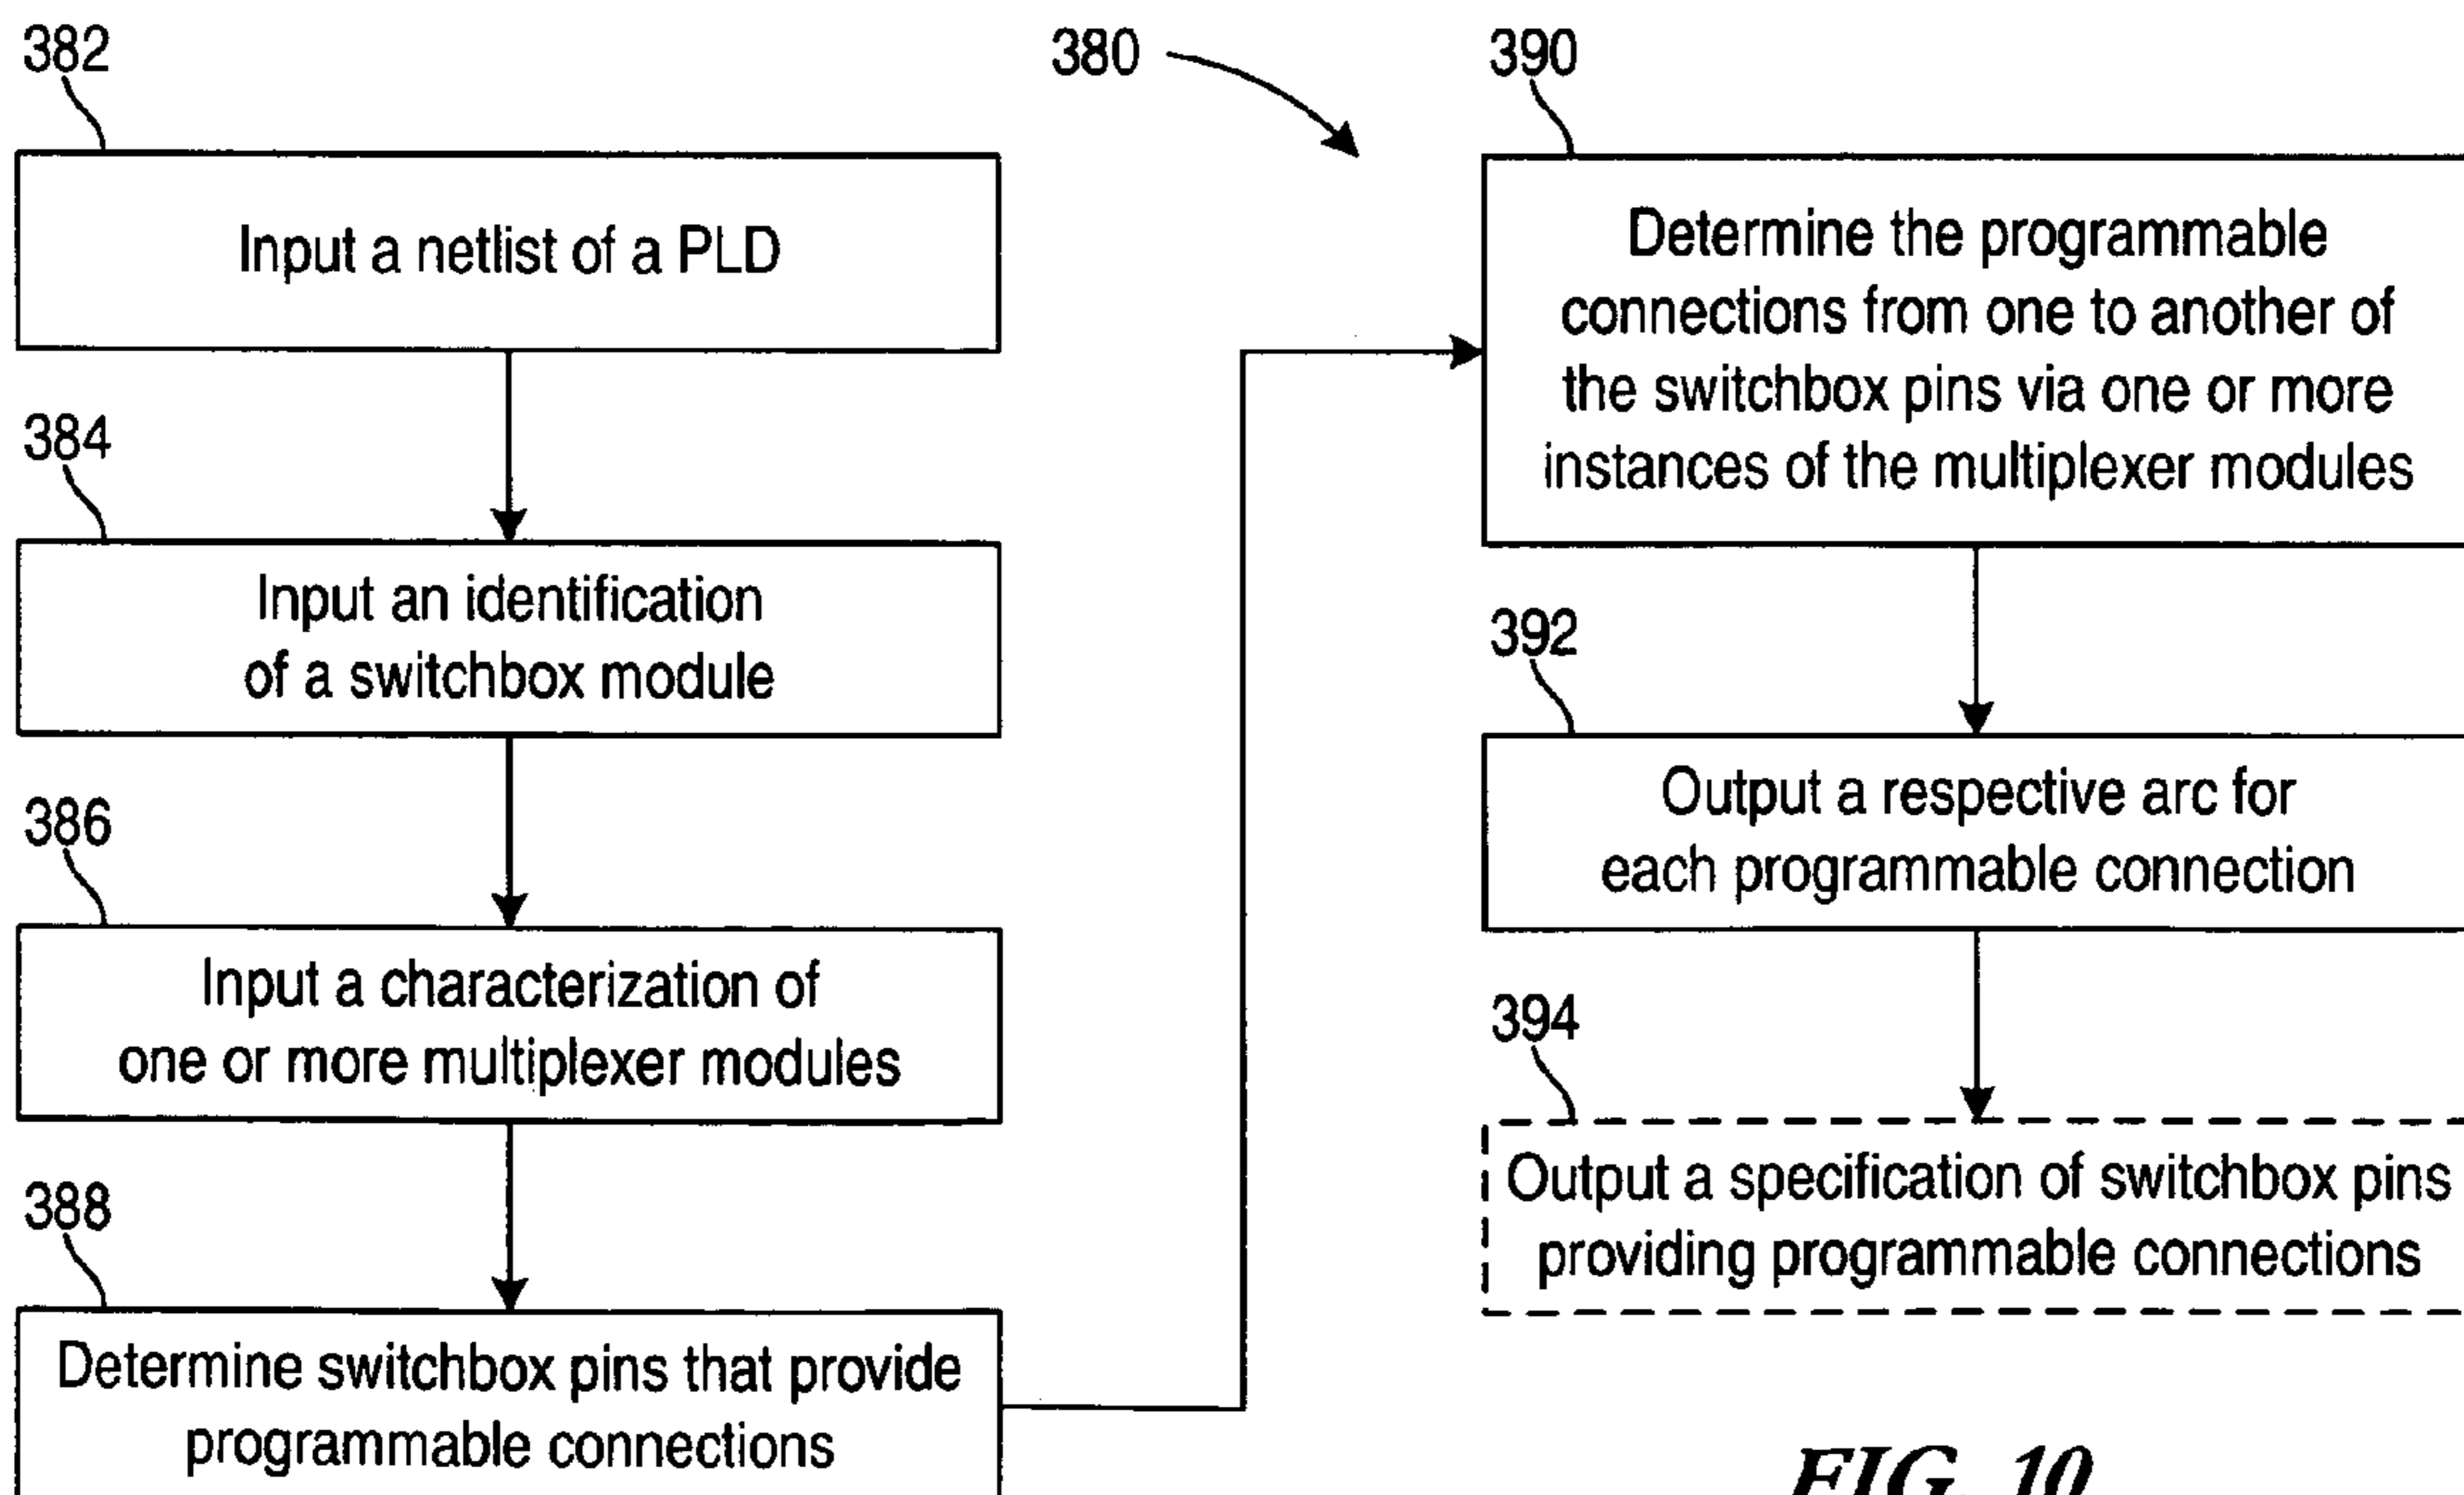 382
Input a netlist of a PLD
384
Input an identification
of a switchbox module
386
Input a characterization of
one or more multiplexer modules
388
Determine switchbox pins that provide
programmable connections
380
390
Determine the programmable
connections from one to another of
the switchbox pins via one or more
instances of the multiplexer modules
392
Output a respective arc for
each programmable connection
394
Output a specification of switchbox pins
providing programmable connections
FIG. 10